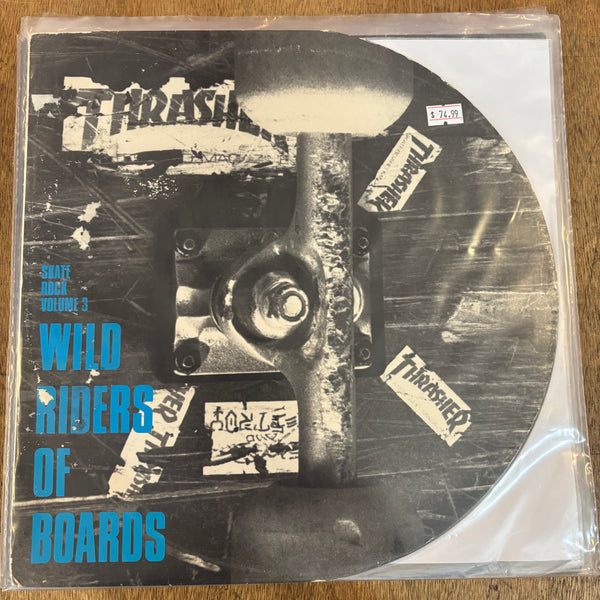 THRASHER
$ 74.99
THRASHER
SKATE
ROCK
VOLUME 3
WILD
RIDERS
OF
BOARDS
THRASHER